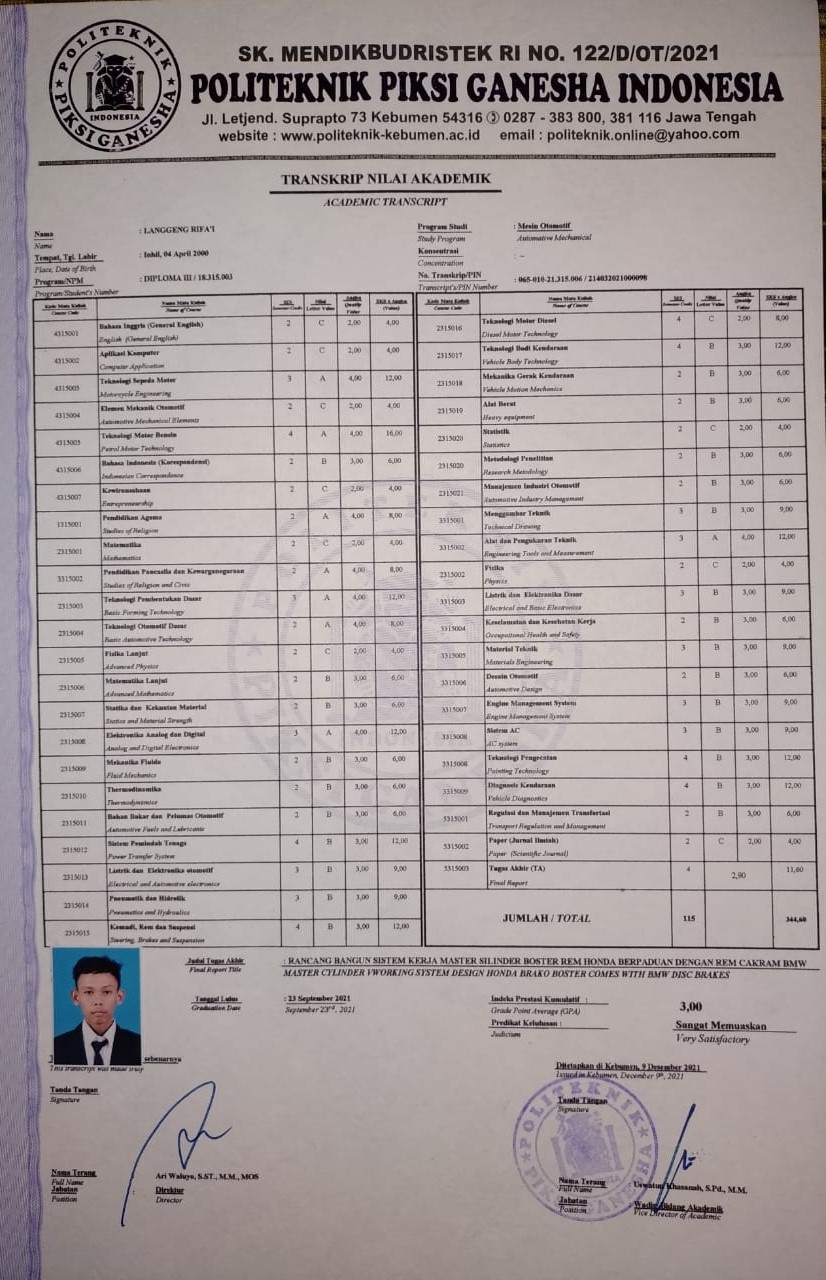 POLITEKNIK
INDONESIA
PIKSI GANESHA
SK. MENDIKBUDRISTEK RI NO. 122/D/OT/2021
POLITEKNIK PIKSI GANESHA INDONESIA
Jl. Letjend. Suprapto 73 Kebumen 54316 ✆ 0287 - 383 800, 381 116 Jawa Tengah
website : www.politeknik-kebumen.ac.id email : politeknik.online@yahoo.com
TRANSKRIP NILAI AKADEMIK
ACADEMIC TRANSCRIPT
Nama : LANGGENG RIFA'I
Name
Tempat, Tgl. Lahir : Inhil, 04 April 2000
Place, Date of Birth
Program/NPM : DIPLOMA III / 18.315.003
Program/Student's Number
Program Studi : Mesin Otomotif
Study Program Automotive Mechanical
Konsentrasi : -
Concentration
No. Transkrip/PIN : 065-010-21.315.006 / 214032021000098
Transcript's/PIN Number
Kode Mata Kuliah Nama Mata Kuliah SKS Nilai Angka SKS x Angka
Course Code Name of Course Semester Credit Letter Value Quality Value (Value)
4315001 Bahasa Inggris (General English) 2 C 2,00 4,00
English (General English)
4315002 Aplikasi Komputer 2 C 2,00 4,00
Computer Application
4315003 Teknologi Sepeda Motor 3 A 4,00 12,00
Motorcycle Engineering
4315004 Elemen Mekanik Otomotif 2 C 2,00 4,00
Automotive Mechanical Elements
4315005 Teknologi Motor Bensin 4 A 4,00 16,00
Petrol Motor Technology
4315006 Bahasa Indonesia (Korespondensi) 2 B 3,00 6,00
Indonesian Correspondence
4315007 Kewirausahaan 2 C 2,00 4,00
Entrepreneurship
1315001 Pendidikan Agama 2 A 4,00 8,00
Studies of Religion
2315001 Matematika 2 C 2,00 4,00
Mathematics
3315002 Pendidikan Pancasila dan Kewarganegaraan 2 A 4,00 8,00
Studies of Religion and Civic
2315003 Teknologi Pembentukan Dasar 3 A 4,00 12,00
Basic Forming Technology
2315004 Teknologi Otomotif Dasar 2 A 4,00 8,00
Basic Automotive Technology
2315005 Fisika Lanjut 2 C 2,00 4,00
Advanced Physics
2315006 Matematika Lanjut 2 B 3,00 6,00
Advanced Mathematics
2315007 Statika dan Kekuatan Material 2 B 3,00 6,00
Statics and Material Strength
2315008 Elektronika Analog dan Digital 3 A 4,00 12,00
Analog and Digital Electronics
2315009 Mekanika Fluida 2 B 3,00 6,00
Fluid Mechanics
2315010 Thermodinamika 2 B 3,00 6,00
Thermodynamics
2315011 Bahan Bakar dan Pelumas Otomotif 2 B 3,00 6,00
Automotive Fuels and Lubricants
2315012 Sistem Pemindah Tenaga 4 B 3,00 12,00
Power Transfer System
2315013 Listrik dan Elektronika otomotif 3 B 3,00 9,00
Electrical and Automotive electronics
2315014 Pneumatik dan Hidrolik 3 B 3,00 9,00
Pneumatics and Hydraulics
2315015 Kemudi, Rem dan Suspensi 4 B 3,00 12,00
Steering, Brakes and Suspension
Kode Mata Kuliah Nama Mata Kuliah SKS Nilai Angka SKS x Angka
Course Code Name of Course Semester Credit Letter Value Quality Value (Value)
2315016 Teknologi Motor Diesel 4 C 2,00 8,00
Diesel Motor Technology
2315017 Teknologi Bodi Kendaraan 4 B 3,00 12,00
Vehicle Body Technology
2315018 Mekanika Gerak Kendaraan 2 B 3,00 6,00
Vehicle Motion Mechanics
2315019 Alat Berat 2 B 3,00 6,00
Heavy equipment
2315020 Statistik 2 C 2,00 4,00
Statistics
2315020 Metodologi Penelitian 2 B 3,00 6,00
Research Metodology
2315021 Manajemen Industri Otomotif 2 B 3,00 6,00
Automotive Industry Management
3315001 Menggambar Teknik 3 B 3,00 9,00
Technical Drawing
3315002 Alat dan Pengukuran Teknik 3 A 4,00 12,00
Engineering Tools and Measurement
2315002 Fisika 2 C 2,00 4,00
Physics
3315003 Listrik dan Elektronika Dasar 3 B 3,00 9,00
Electrical and Basic Electronics
3315004 Keselamatan dan Kesehatan Kerja 2 B 3,00 6,00
Occupational Health and Safety
3315005 Material Teknik 3 B 3,00 9,00
Materials Engineering
3315006 Desain Otomotif 2 B 3,00 6,00
Automotive Design
3315007 Engine Management System 3 B 3,00 9,00
Engine Management System
3315008 Sistem AC 3 B 3,00 9,00
AC system
3315008 Teknologi Pengecatan 4 B 3,00 12,00
Painting Technology
3315009 Diagnosis Kendaraan 4 B 3,00 12,00
Vehicle Diagnostics
5315001 Regulasi dan Manajemen Transfortasi 2 B 3,00 6,00
Transport Regulation and Management
5315002 Paper (Jurnal Ilmiah) 2 C 2,00 4,00
Paper (Scientific Journal)
5315003 Tugas Akhir (TA) 4 2,90 11,60
Final Report
JUMLAH / TOTAL 115 344,60
Judul Tugas Akhir : RANCANG BANGUN SISTEM KERJA MASTER SILINDER BOSTER REM HONDA BERPADUAN DENGAN REM CAKRAM BMW
Final Report Title MASTER CYLINDER VWORKING SYSTEM DESIGN HONDA BRAKO BOSTER COMES WITH BMW DISC BRAKES
Tanggal Lulus : 23 September 2021
Graduation Date September 23rd, 2021
Indeks Prestasi Kumulatif : 3,00
Grade Point Average (GPA)
Predikat Kelulusan : Sangat Memuaskan
Judicium Very Satisfactory
sebenarnya
This transcript was made truly
Ditetapkan di Kebumen, 9 Desember 2021
Issued in Kebumen, December 9th, 2021
Tanda Tangan
Signature
Nama Terang Ari Waluyo, S.ST., M.M., MOS
Full Name
Jabatan Direktur
Position Director
Tanda Tangan
Signature
Nama Terang : Uswatun Khasanah, S.Pd., M.M.
Full Name
Jabatan : Wadir Bidang Akademik
Position Vice Director of Academic
POLITEKNIK
PIKSI GANESHA